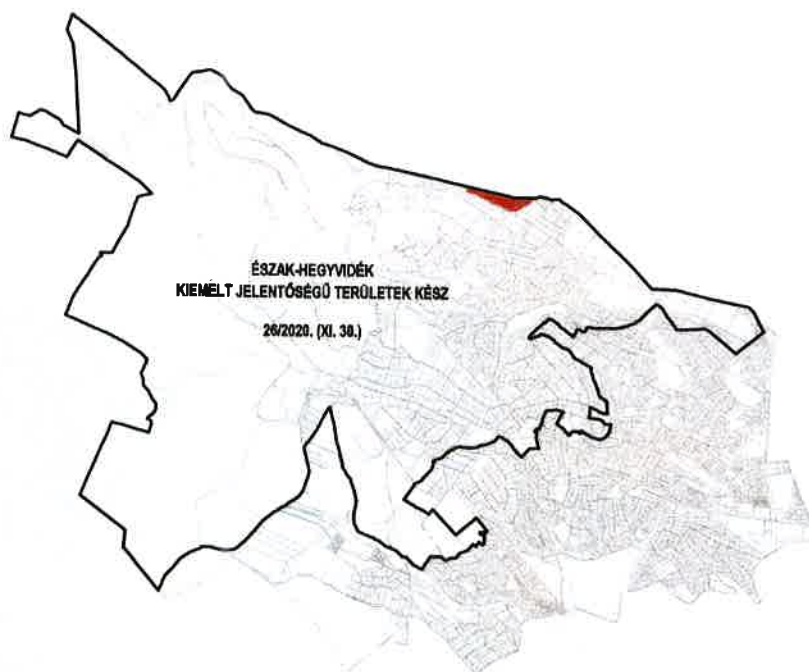 ÉSZAK-HEGYVIDÉK
KIEMELT JELENTŐSÉGŰ TERÜLETEK KÉSZ
26/2020. (XI. 30.)